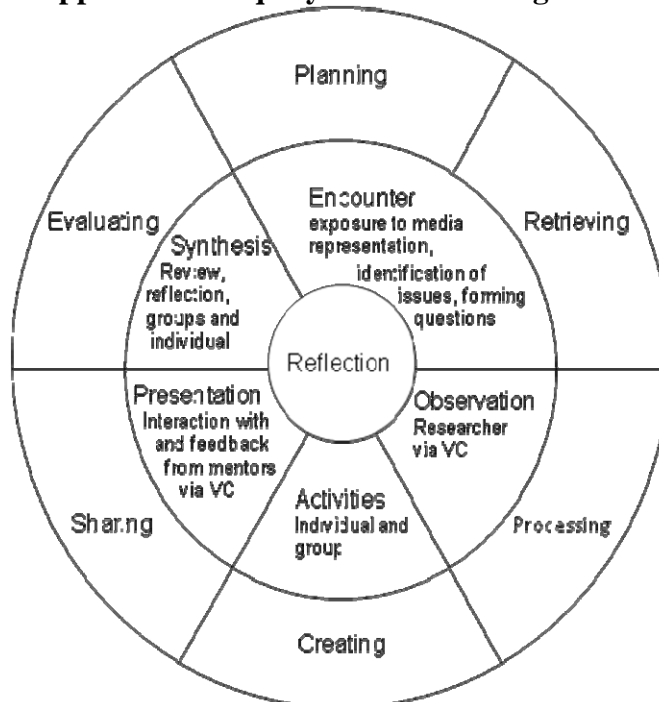 Planning
Encounter
exposure to media
representation,
identification of
issues, forming
questions
Retrieving
Evaluating
Synthesis
Review,
reflection,
groups and
individual
Reflection
Presentation
Interaction with
and feedback
from mentors
via VC
Observation
Researcher
via VC
Activities
Individual and
group
Sharing
Processing
Creating